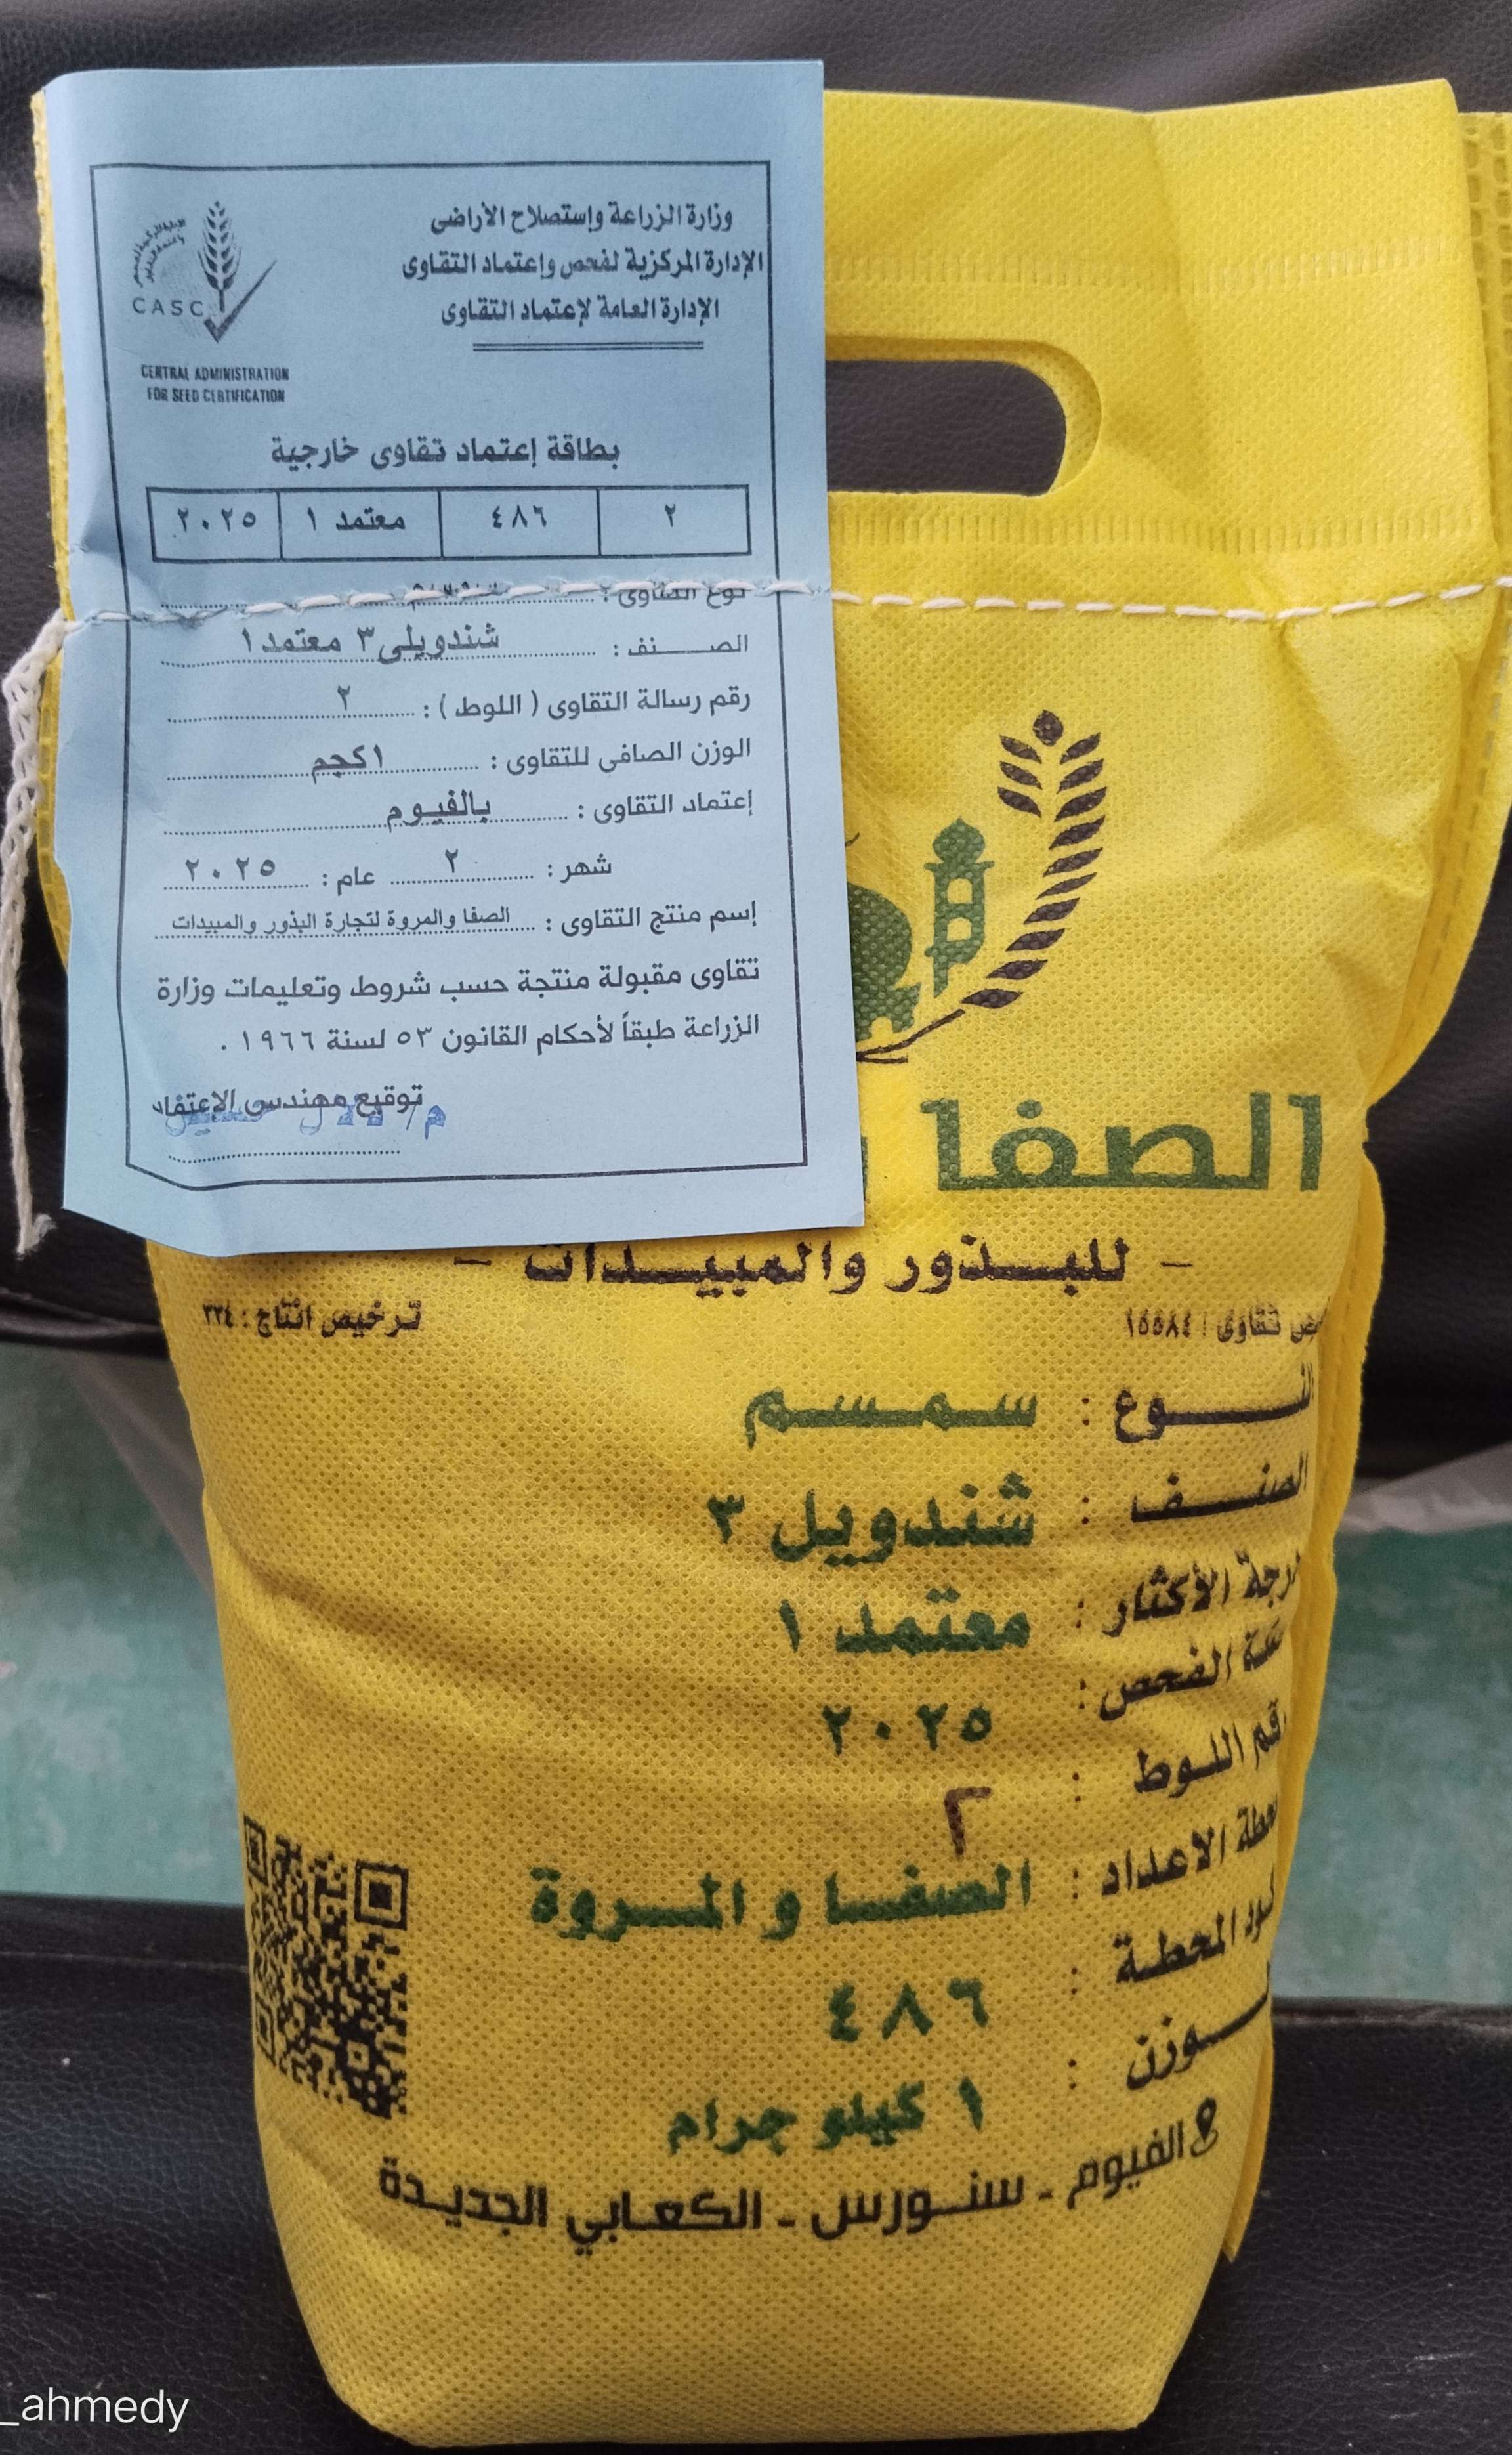 وزارة الزراعة وإستصلاح الأراضى
الإدارة المركزية لفحص وإعتماد التقاوى
الإدارة العامة لإعتماد التقاوى
CASC
CENTRAL ADMINISTRATION
FOR SEED CERTIFICATION
بطاقة إعتماد تقاوى خارجية
٢ ٤٨٦ معتمد ١ ٢٠٢٥
نوع التقاوى : سمسم
الصنف : شندويلى٣ معتمد١
رقم رسالة التقاوى ( اللوط ) : ٢
الوزن الصافى للتقاوى : ١كجم
إعتماد التقاوى : بالفيوم
شهر : ٢ عام : ٢٠٢٥
إسم منتج التقاوى : الصفا والمروة لتجارة البذور والمبيدات
تقاوى مقبولة منتجة حسب شروط وتعليمات وزارة
الزراعة طبقاً لأحكام القانون ٥٣ لسنة ١٩٦٦ .
توقيع مهندس الإعتماد
الصفا
- للبذور والمبيدات -
تقاوى : ١٥٥٨٤ ترخيص انتاج : ٢٣٤
النوع : سمسم
الصنف : شندويل ٣
درجة الأكثار : معتمد ١
الفحص : ٢٠٢٥
رقم اللوط : ٢
محطة الاعداد : الصفا و المروة
كود المحطة : ٤٨٦
الوزن : ١ كيلو جرام
الفيوم - سنورس - الكعابي الجديدة
_ahmedy